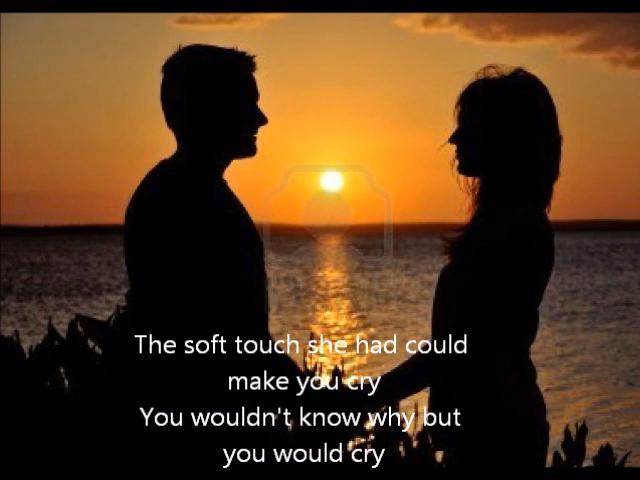 The soft touch she had could
make you cry
You wouldn't know why but
you would cry